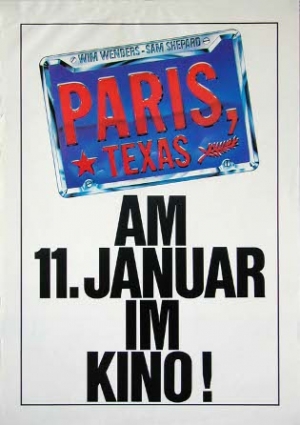 WIM WENDERS - SAM SHEPARD
PARIS,
TEXAS
AM
11. JANUAR
IM
KINO!